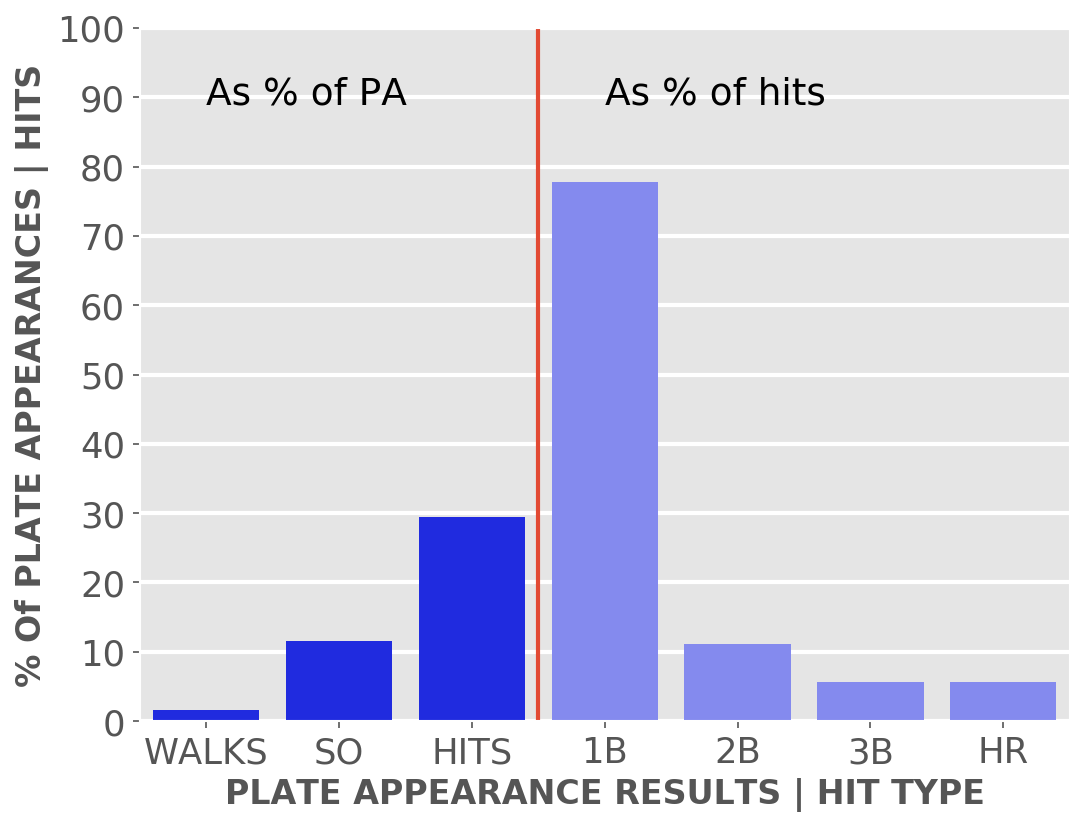 % Of PLATE APPEARANCES | HITS
100
90
80
70
60
50
40
30
20
10
0
As % of PA
As % of hits
WALKS SO HITS 1B 2B 3B HR
PLATE APPEARANCE RESULTS | HIT TYPE